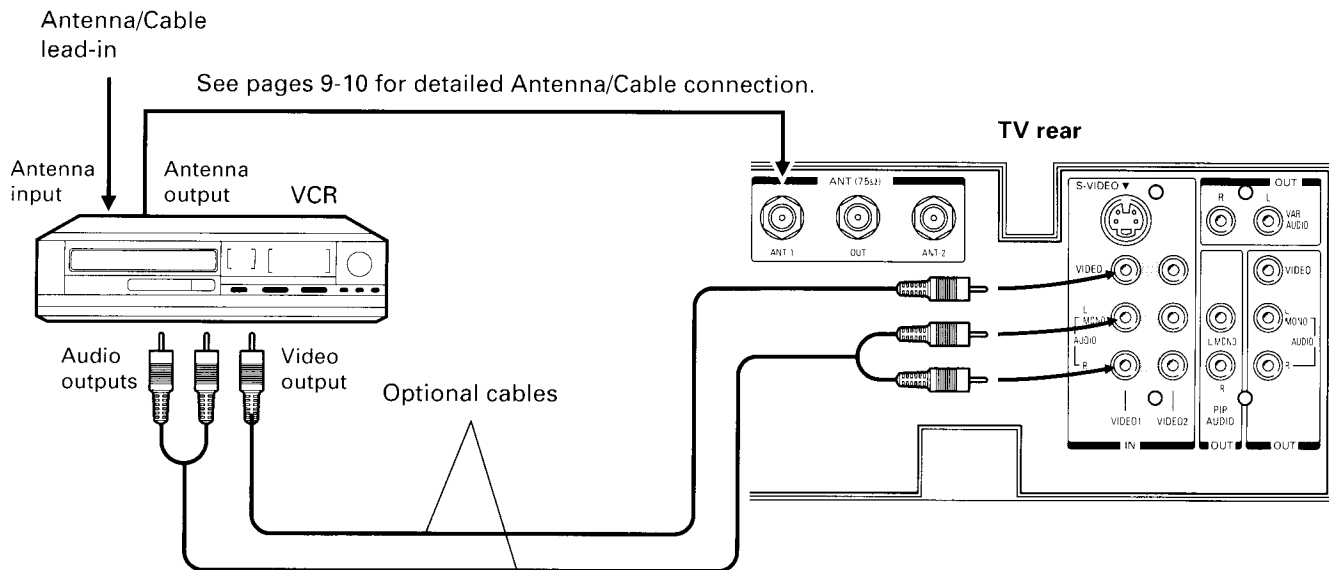 Antenna/Cable
lead-in
See pages 9-10 for detailed Antenna/Cable connection.
TV rear
Antenna
input
Antenna
output
VCR
Audio
outputs
Video
output
Optional cables
ANT (75Ω)
ANT 1
OUT
ANT-2
S-VIDEO ▼
VIDEO
L
MONO
AUDIO
R
VIDEO1
VIDEO2
IN
OUT
R
L
VAR
AUDIO
L MONO
R
PIP
AUDIO
OUT
VIDEO
L
MONO
AUDIO
R
OUT